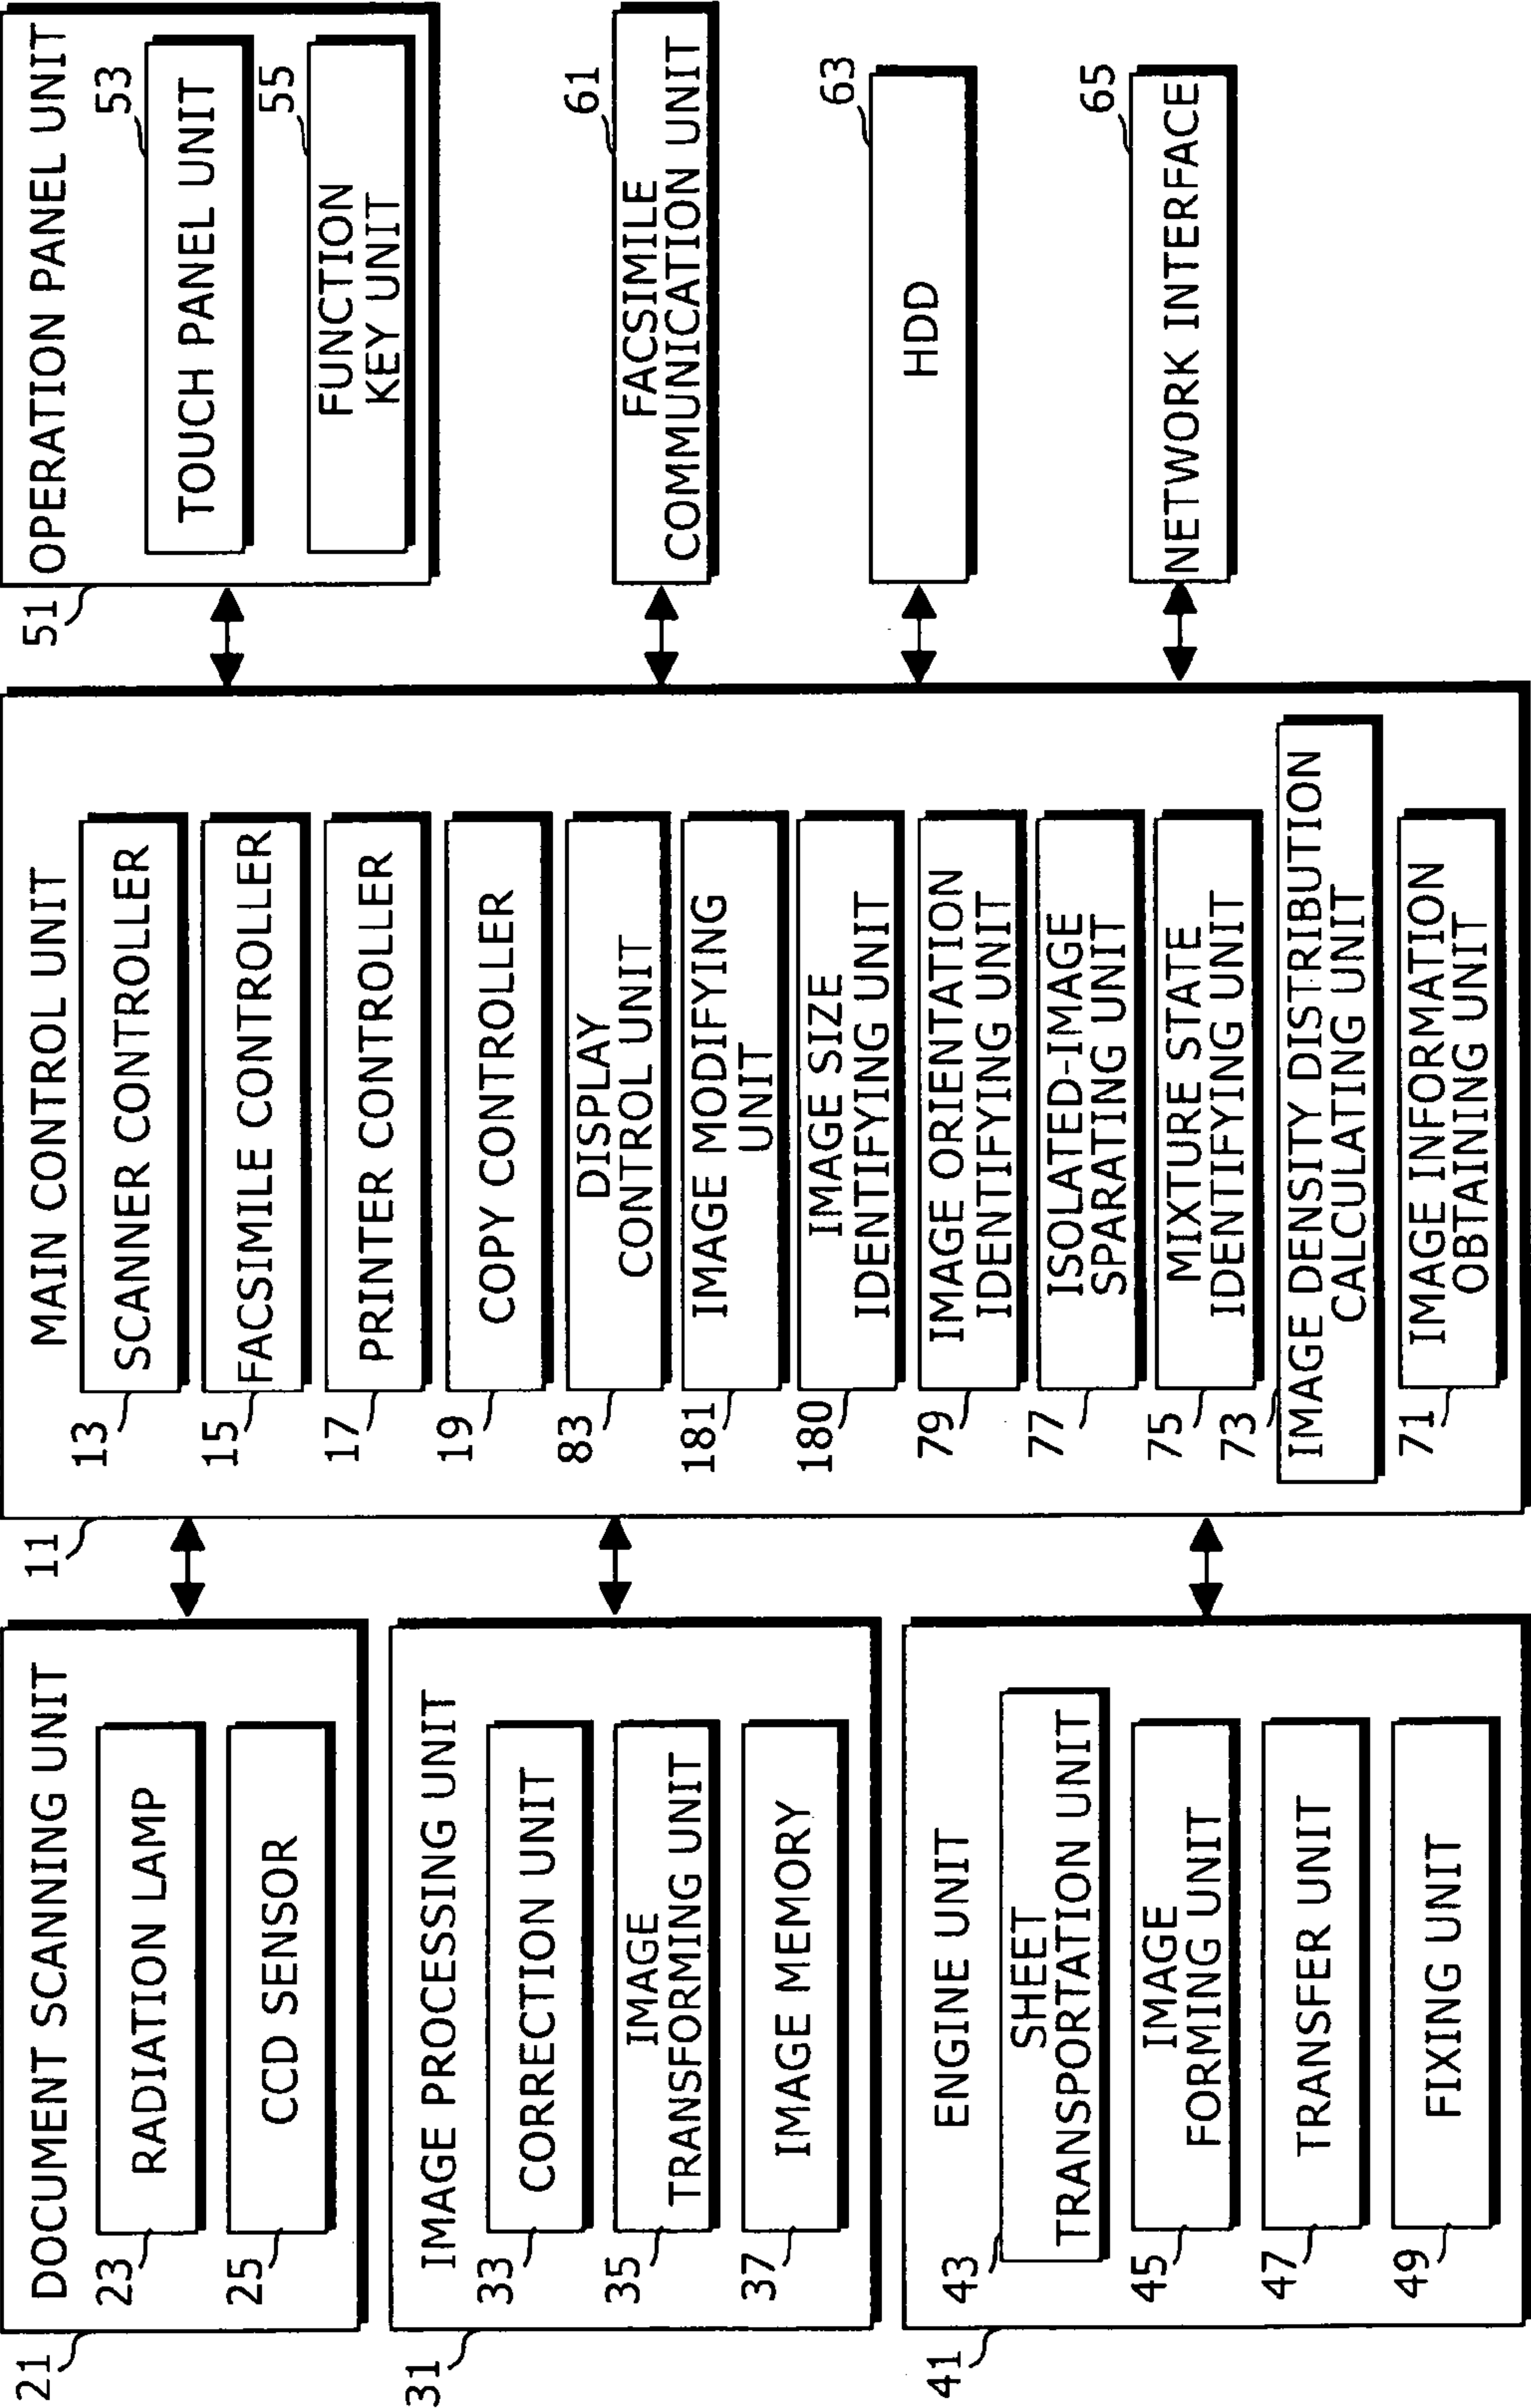 21
DOCUMENT SCANNING UNIT
23
RADIATION LAMP
25
CCD SENSOR
31
IMAGE PROCESSING UNIT
33
CORRECTION UNIT
35
IMAGE
TRANSFORMING UNIT
37
IMAGE MEMORY
41
ENGINE UNIT
43
SHEET
TRANSPORTATION UNIT
45
IMAGE
FORMING UNIT
47
TRANSFER UNIT
49
FIXING UNIT
11
MAIN CONTROL UNIT
13
SCANNER CONTROLLER
15
FACSIMILE CONTROLLER
17
PRINTER CONTROLLER
19
COPY CONTROLLER
83
DISPLAY
CONTROL UNIT
181
IMAGE MODIFYING
UNIT
180
IMAGE SIZE
IDENTIFYING UNIT
79
IMAGE ORIENTATION
IDENTIFYING UNIT
77
ISOLATED-IMAGE
SPARATING UNIT
75
MIXTURE STATE
IDENTIFYING UNIT
73
IMAGE DENSITY DISTRIBUTION
CALCULATING UNIT
71
IMAGE INFORMATION
OBTAINING UNIT
51
OPERATION PANEL UNIT
53
TOUCH PANEL UNIT
55
FUNCTION
KEY UNIT
61
FACSIMILE
COMMUNICATION UNIT
63
HDD
65
NETWORK INTERFACE